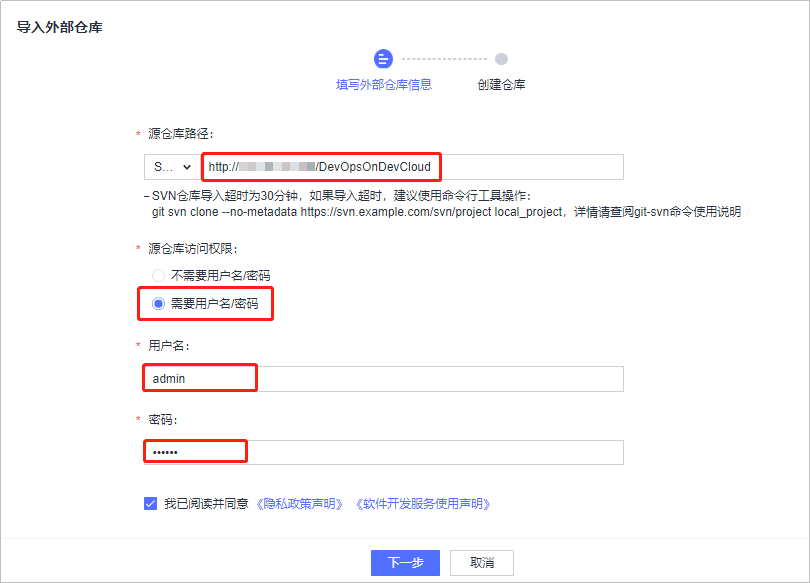 导入外部仓库
填写外部仓库信息
创建仓库
* 源仓库路径:
S... http:// /DevOpsOnDevCloud
– SVN仓库导入超时为30分钟，如果导入超时，建议使用命令行工具操作:
git svn clone --no-metadata https://svn.example.com/svn/project local_project，详情请查阅git-svn命令使用说明
* 源仓库访问权限:
不需要用户名/密码
需要用户名/密码
* 用户名:
admin
* 密码:
••••••
我已阅读并同意 《隐私政策声明》 《软件开发服务使用声明》
下一步 取消